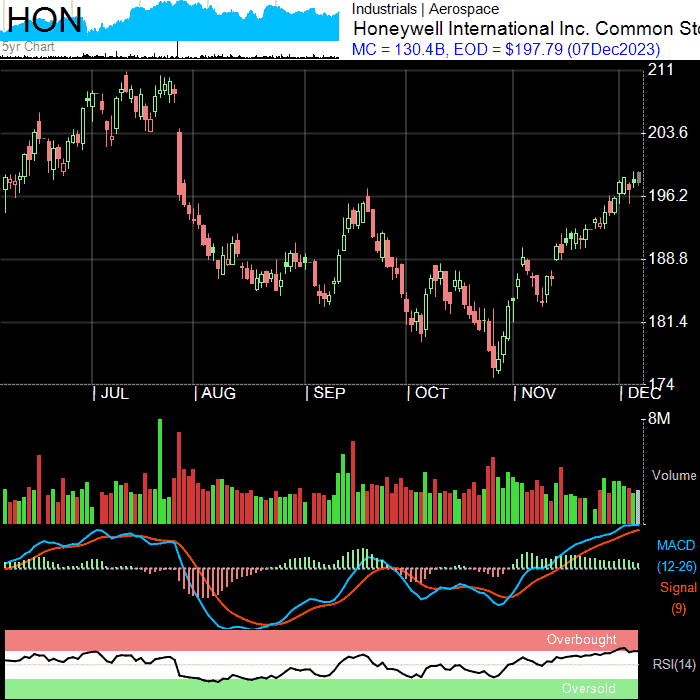 HON
5yr Chart
Industrials | Aerospace
Honeywell International Inc. Common Sto
MC = 130.4B, EOD = $197.79 (07Dec2023)
211
203.6
196.2
188.8
181.4
174
| JUL | AUG | SEP | OCT | NOV | DEC
8M
Volume
MACD
(12-26)
Signal
(9)
Overbought
RSI(14)
Oversold